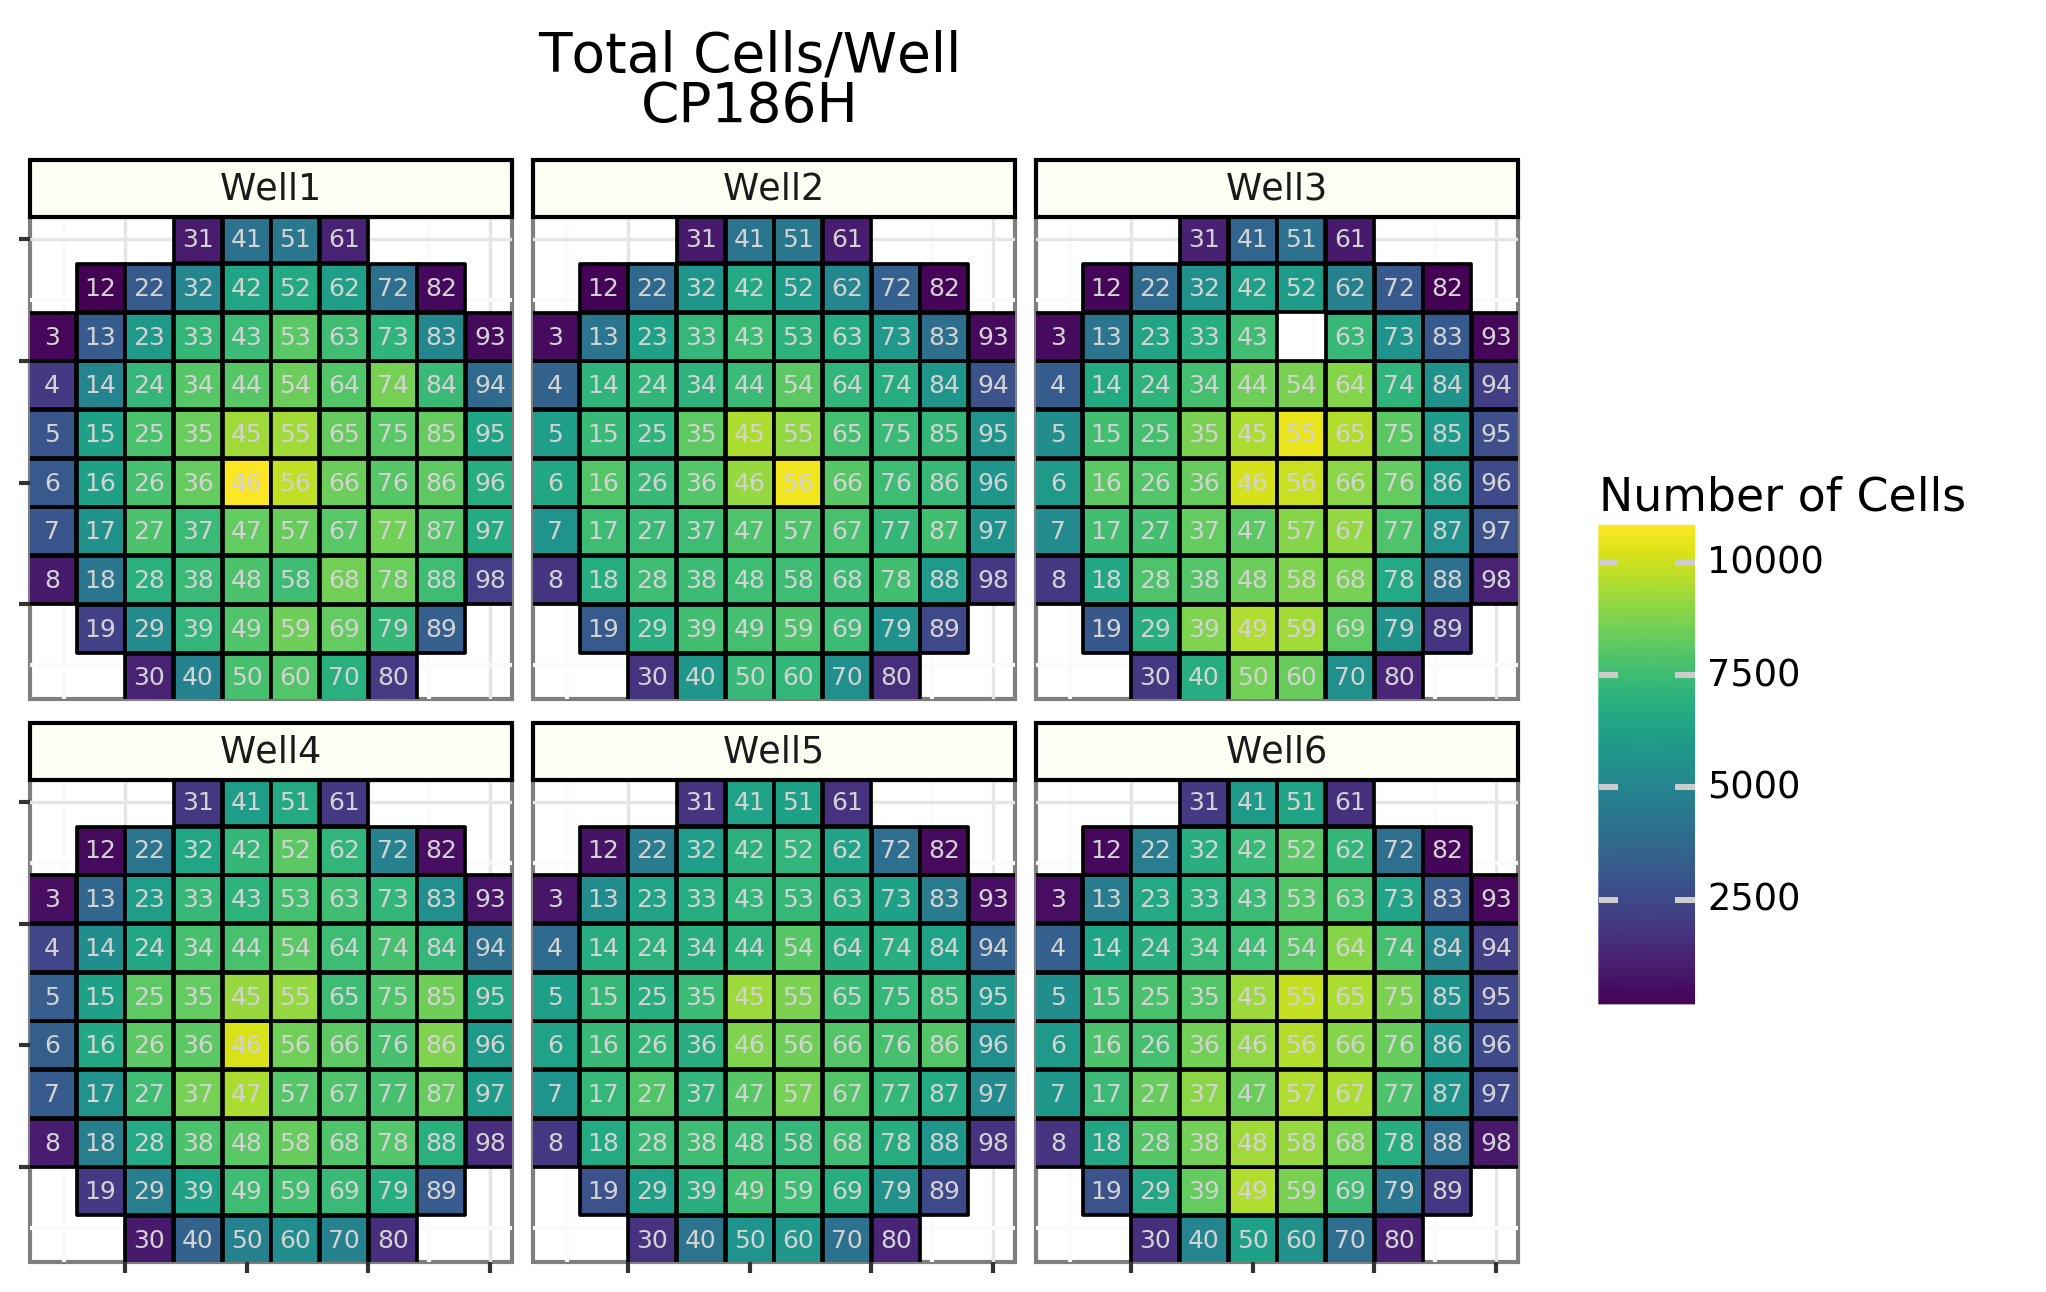 Total Cells/Well
CP186H
Well1 Well2 Well3
31 41 51 61 31 41 51 61 31 41 51 61
12 22 32 42 52 62 72 82 12 22 32 42 52 62 72 82 12 22 32 42 52 62 72 82
3 13 23 33 43 53 63 73 83 93 3 13 23 33 43 53 63 73 83 93 3 13 23 33 43 63 73 83 93
4 14 24 34 44 54 64 74 84 94 4 14 24 34 44 54 64 74 84 94 4 14 24 34 44 54 64 74 84 94
5 15 25 35 45 55 65 75 85 95 5 15 25 35 45 55 65 75 85 95 5 15 25 35 45 55 65 75 85 95
6 16 26 36 46 56 66 76 86 96 6 16 26 36 46 56 66 76 86 96 6 16 26 36 46 56 66 76 86 96
7 17 27 37 47 57 67 77 87 97 7 17 27 37 47 57 67 77 87 97 7 17 27 37 47 57 67 77 87 97
8 18 28 38 48 58 68 78 88 98 8 18 28 38 48 58 68 78 88 98 8 18 28 38 48 58 68 78 88 98
19 29 39 49 59 69 79 89 19 29 39 49 59 69 79 89 19 29 39 49 59 69 79 89
30 40 50 60 70 80 30 40 50 60 70 80 30 40 50 60 70 80
Well4 Well5 Well6
31 41 51 61 31 41 51 61 31 41 51 61
12 22 32 42 52 62 72 82 12 22 32 42 52 62 72 82 12 22 32 42 52 62 72 82
3 13 23 33 43 53 63 73 83 93 3 13 23 33 43 53 63 73 83 93 3 13 23 33 43 53 63 73 83 93
4 14 24 34 44 54 64 74 84 94 4 14 24 34 44 54 64 74 84 94 4 14 24 34 44 54 64 74 84 94
5 15 25 35 45 55 65 75 85 95 5 15 25 35 45 55 65 75 85 95 5 15 25 35 45 55 65 75 85 95
6 16 26 36 46 56 66 76 86 96 6 16 26 36 46 56 66 76 86 96 6 16 26 36 46 56 66 76 86 96
7 17 27 37 47 57 67 77 87 97 7 17 27 37 47 57 67 77 87 97 7 17 27 37 47 57 67 77 87 97
8 18 28 38 48 58 68 78 88 98 8 18 28 38 48 58 68 78 88 98 8 18 28 38 48 58 68 78 88 98
19 29 39 49 59 69 79 89 19 29 39 49 59 69 79 89 19 29 39 49 59 69 79 89
30 40 50 60 70 80 30 40 50 60 70 80 30 40 50 60 70 80
Number of Cells
10000
7500
5000
2500